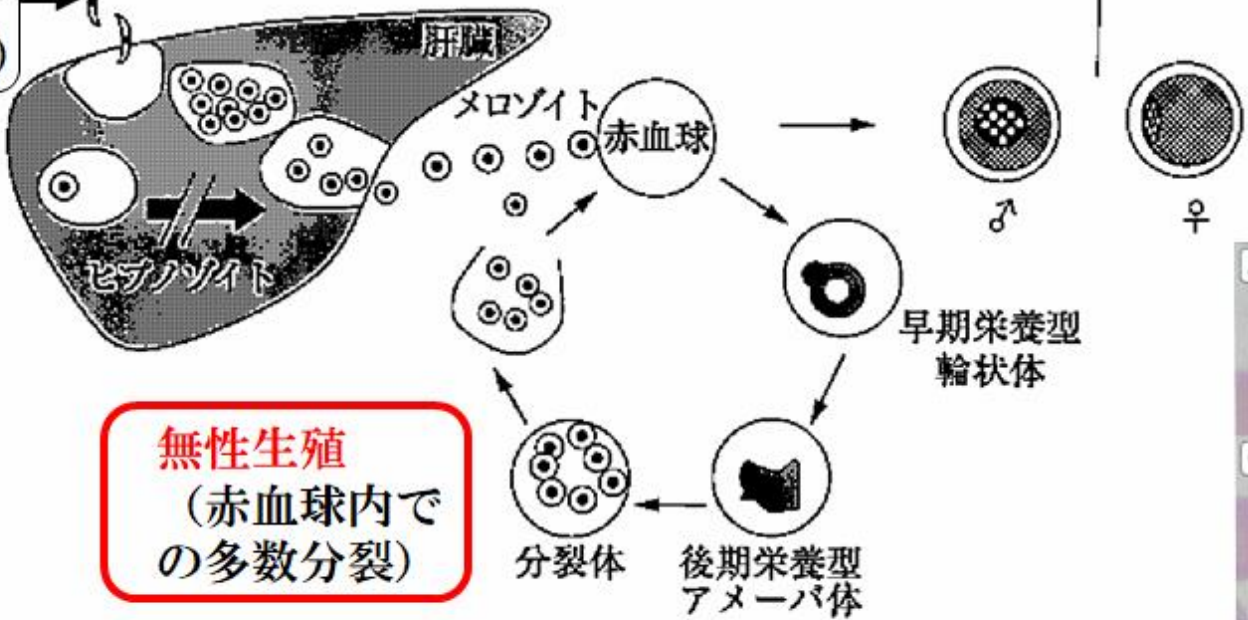 肝臓
メロゾイト
赤血球
♂
♀
ヒプノゾイト
早期栄養型
輪状体
無性生殖
（赤血球内で
の多数分裂）
分裂体
後期栄養型
アメーバ体